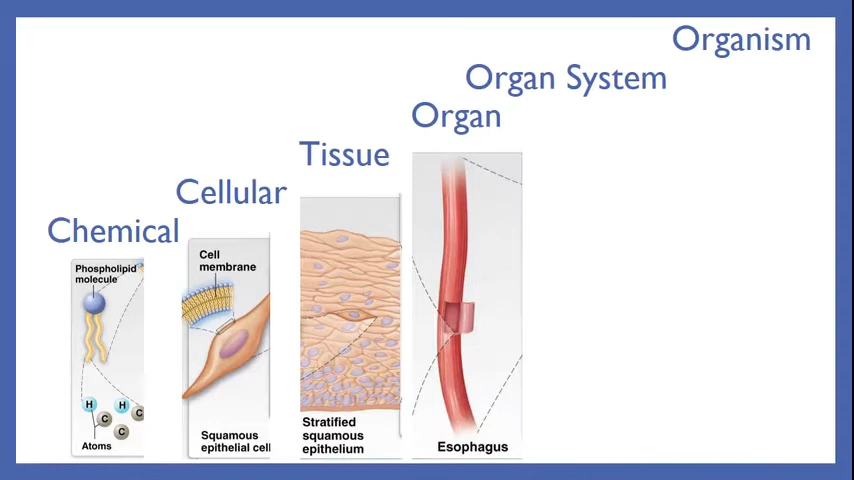 Organism
Organ System
Organ
Tissue
Cellular
Chemical
Phospholipid
molecule
H
H
C
C
C
Atoms
Cell
membrane
Squamous
epithelial cell
Stratified
squamous
epithelium
Esophagus